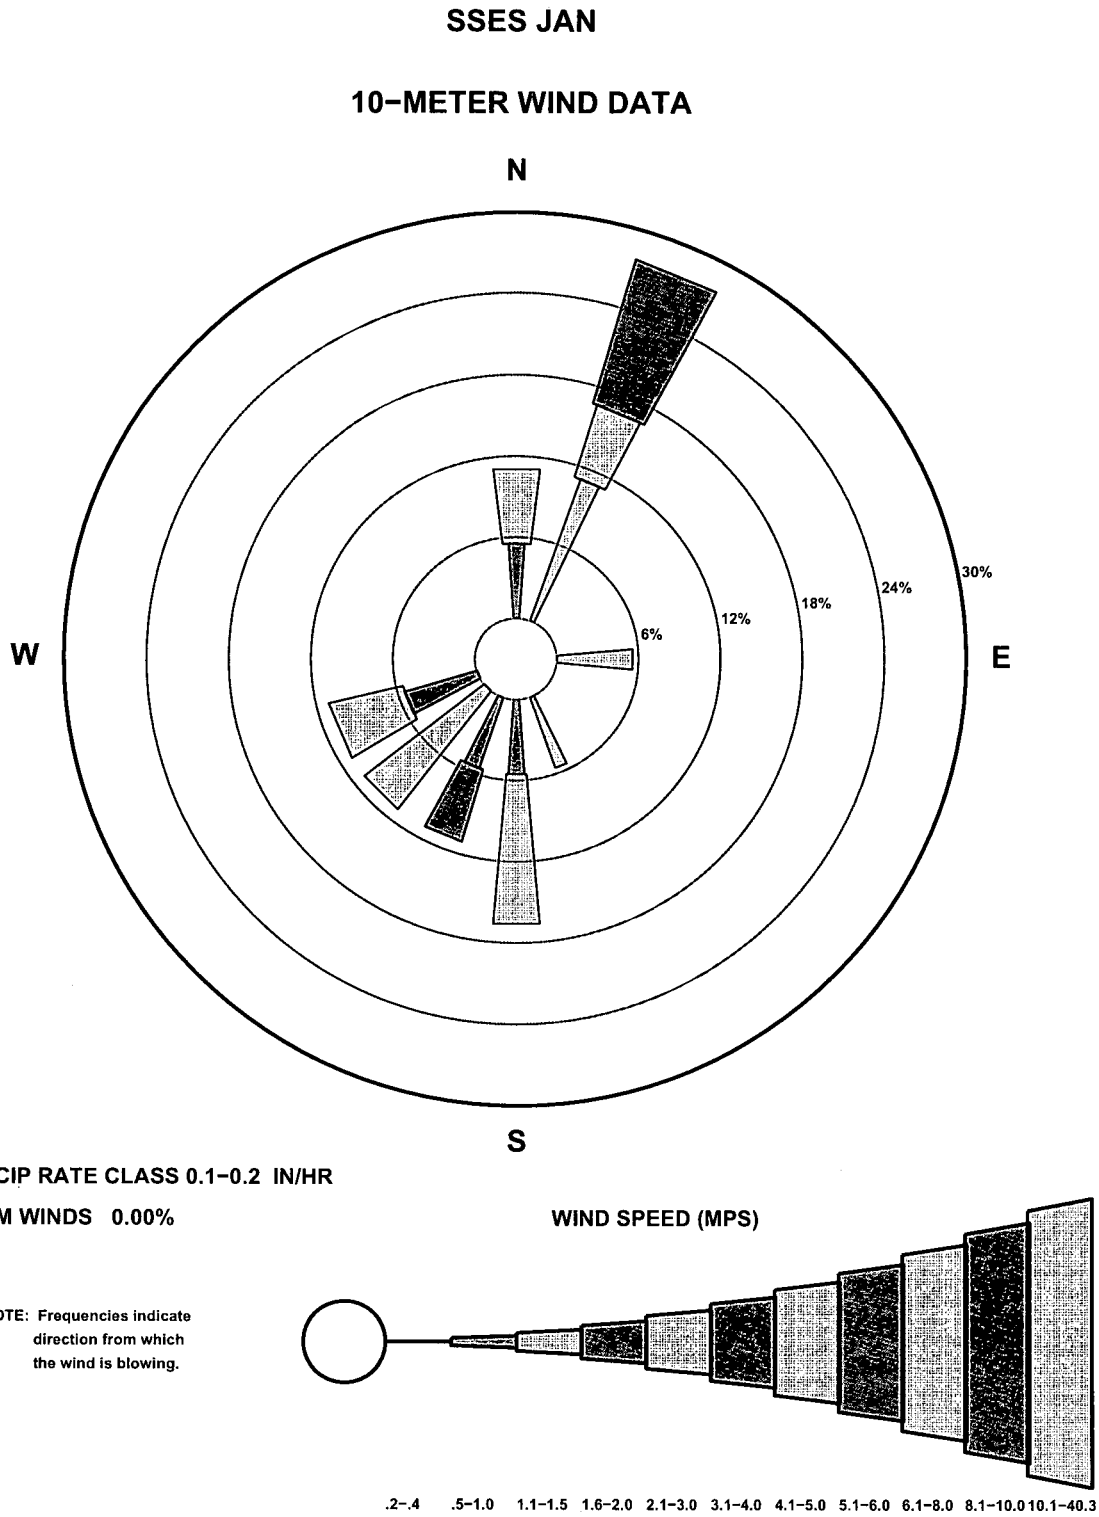 SSES JAN
10−METER WIND DATA
N
30%
24%
18%
12%
6%
W
E
S
CIP RATE CLASS 0.1−0.2 IN/HR
M WINDS 0.00%
WIND SPEED (MPS)
OTE: Frequencies indicate
direction from which
the wind is blowing.
.2−.4 .5−1.0 1.1−1.5 1.6−2.0 2.1−3.0 3.1−4.0 4.1−5.0 5.1−6.0 6.1−8.0 8.1−10.0 10.1−40.3